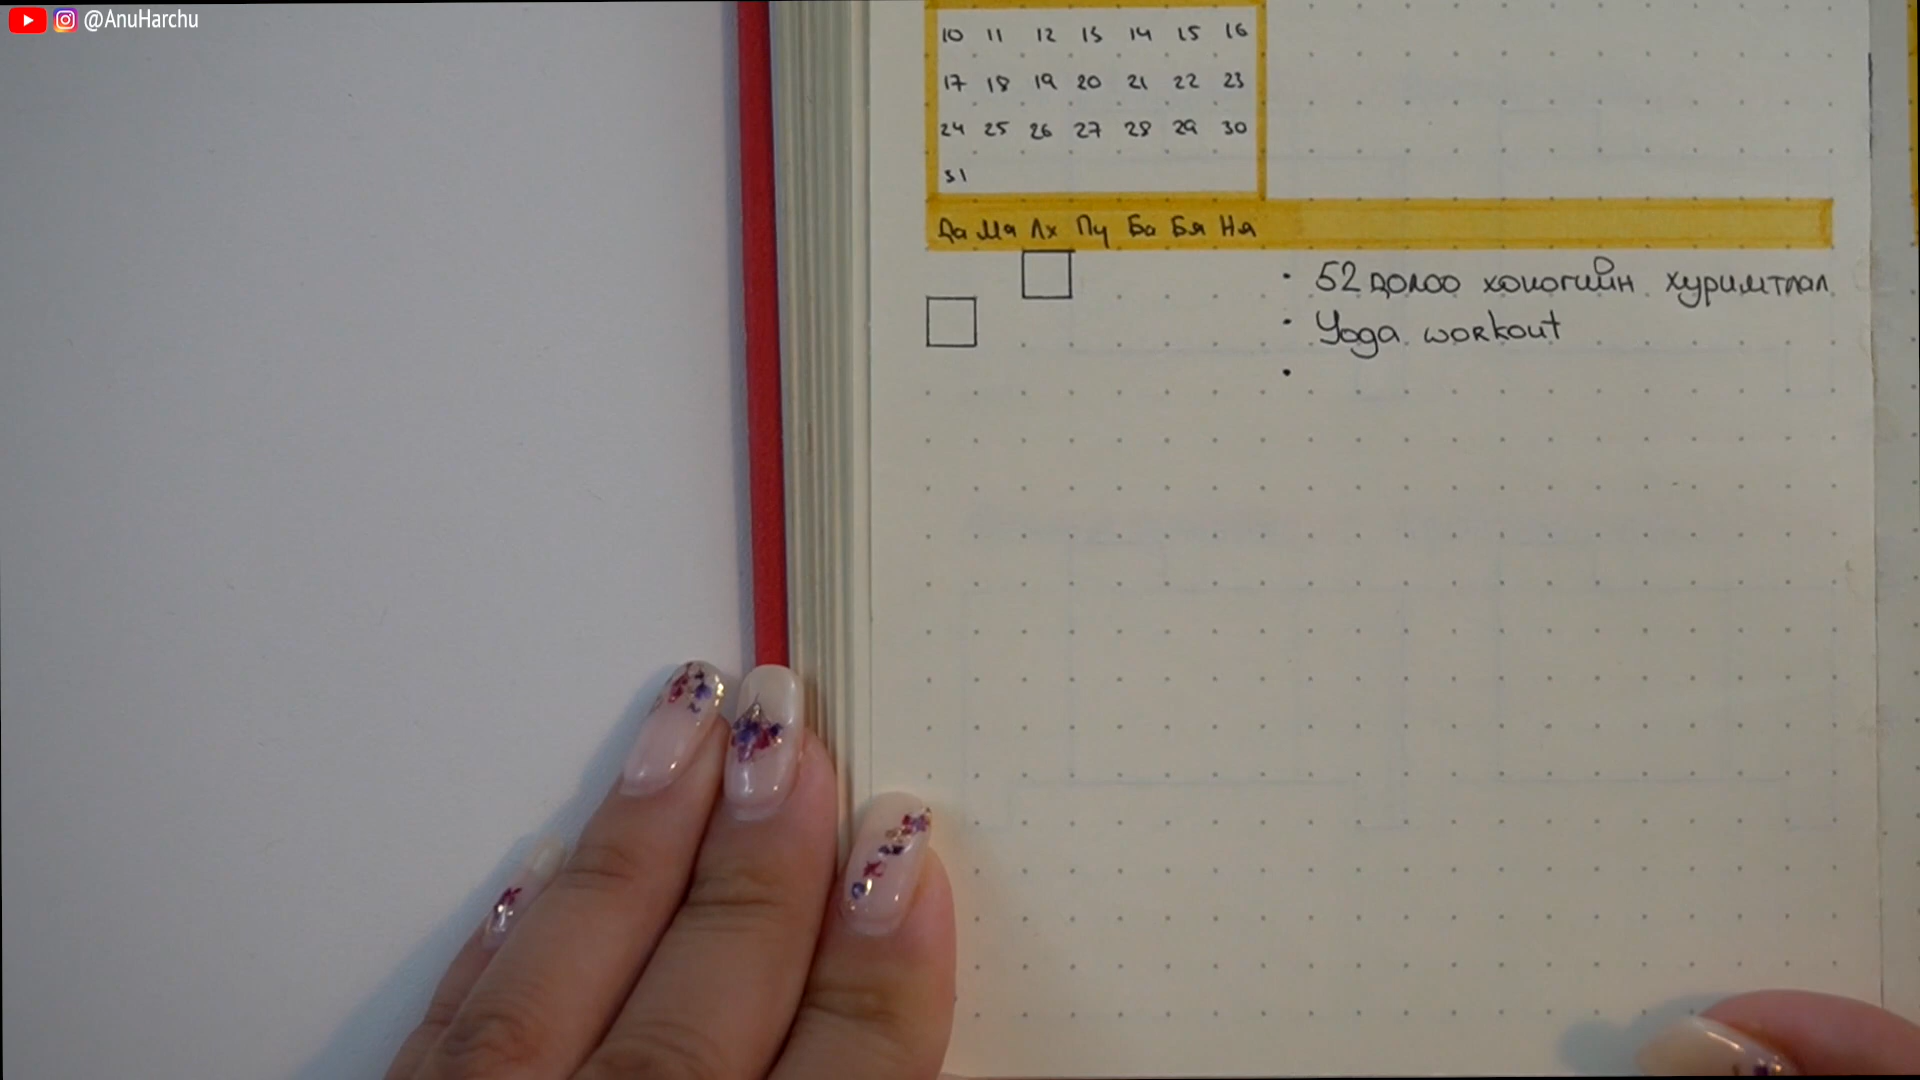 @AnuHarchu
10 11 12 13 14 15 16
17 18 19 20 21 22 23
24 25 26 27 28 29 30
31
Да Мя Лх Пү Ба Бя Ня
• 52 долоо хоногийн хуримтлал
• Yoga workout
•